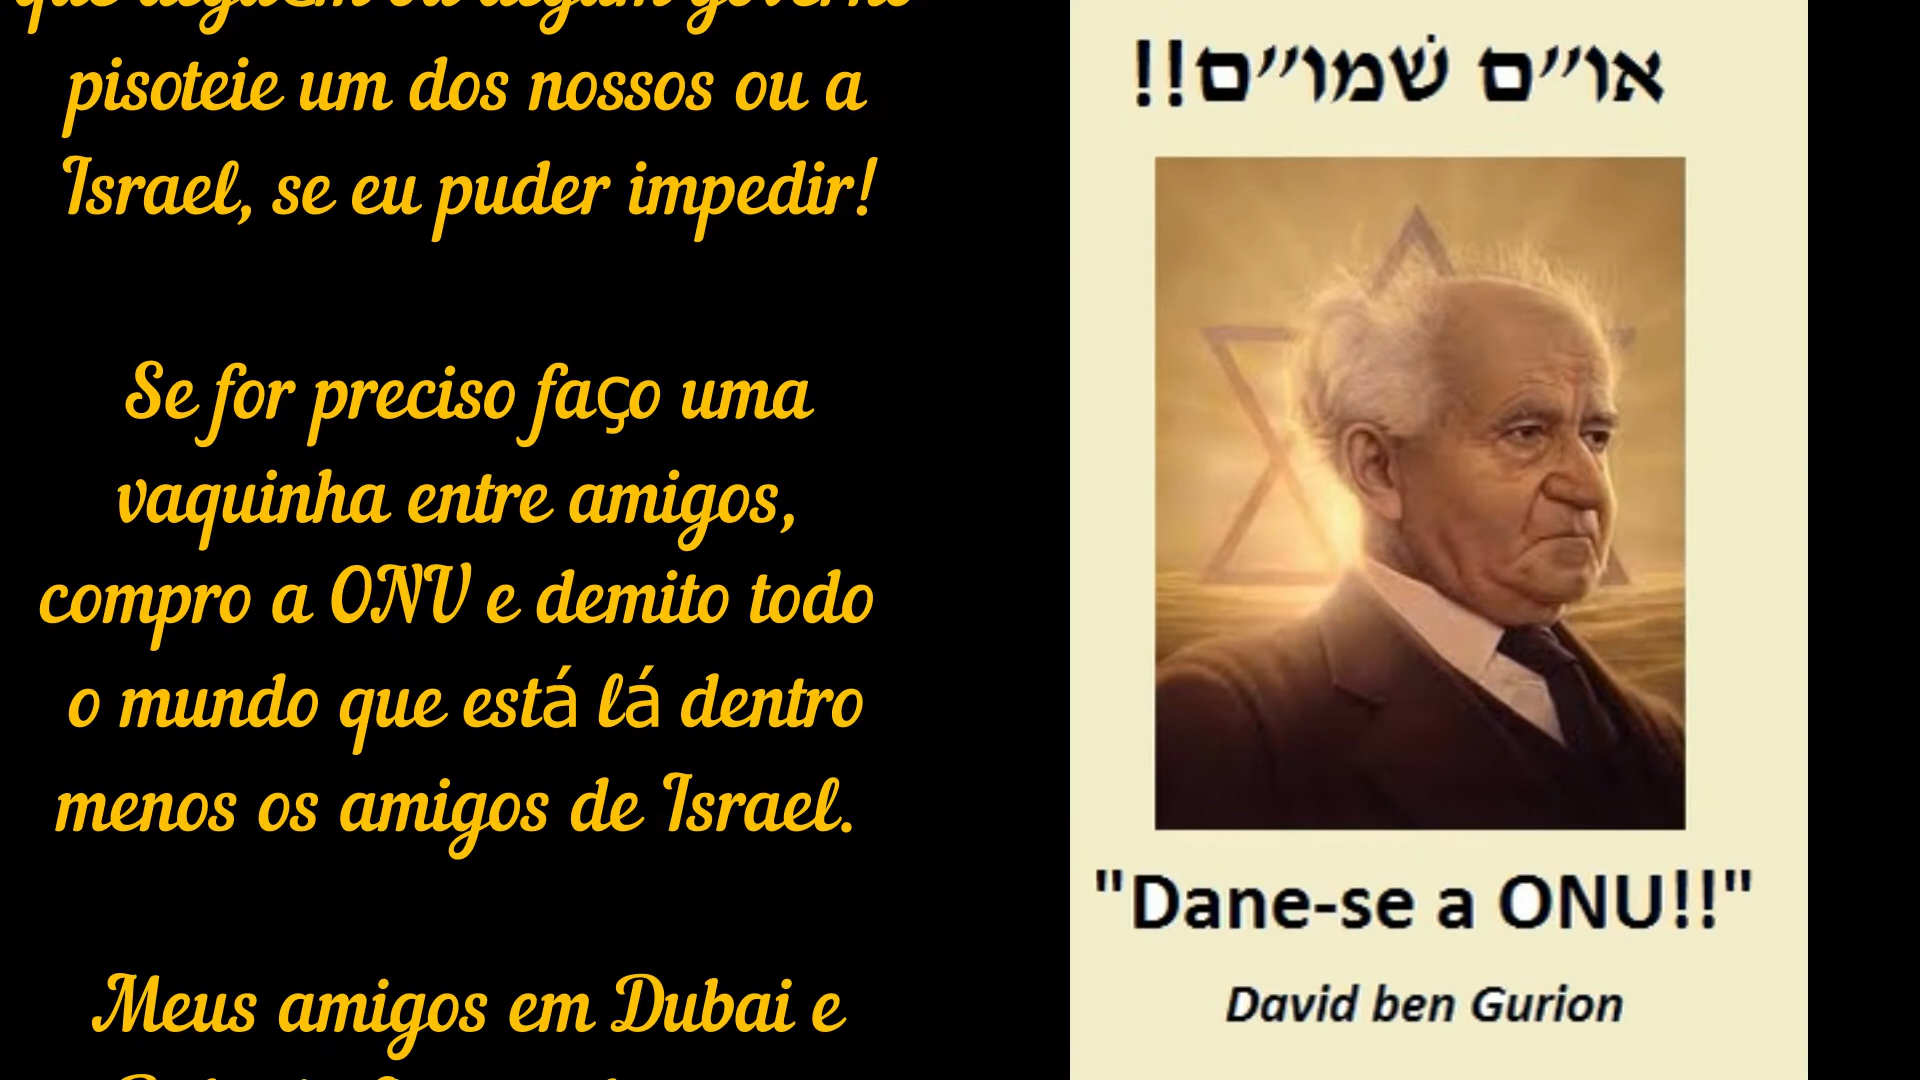 pisoteie um dos nossos ou a
Israel, se eu puder impedir!
Se for preciso faço uma
vaquinha entre amigos,
compro a ONU e demito todo
o mundo que está lá dentro
menos os amigos de Israel.
Meus amigos em Dubai e
או״ם שׁמו״ם!!
"Dane-se a ONU!!"
David ben Gurion